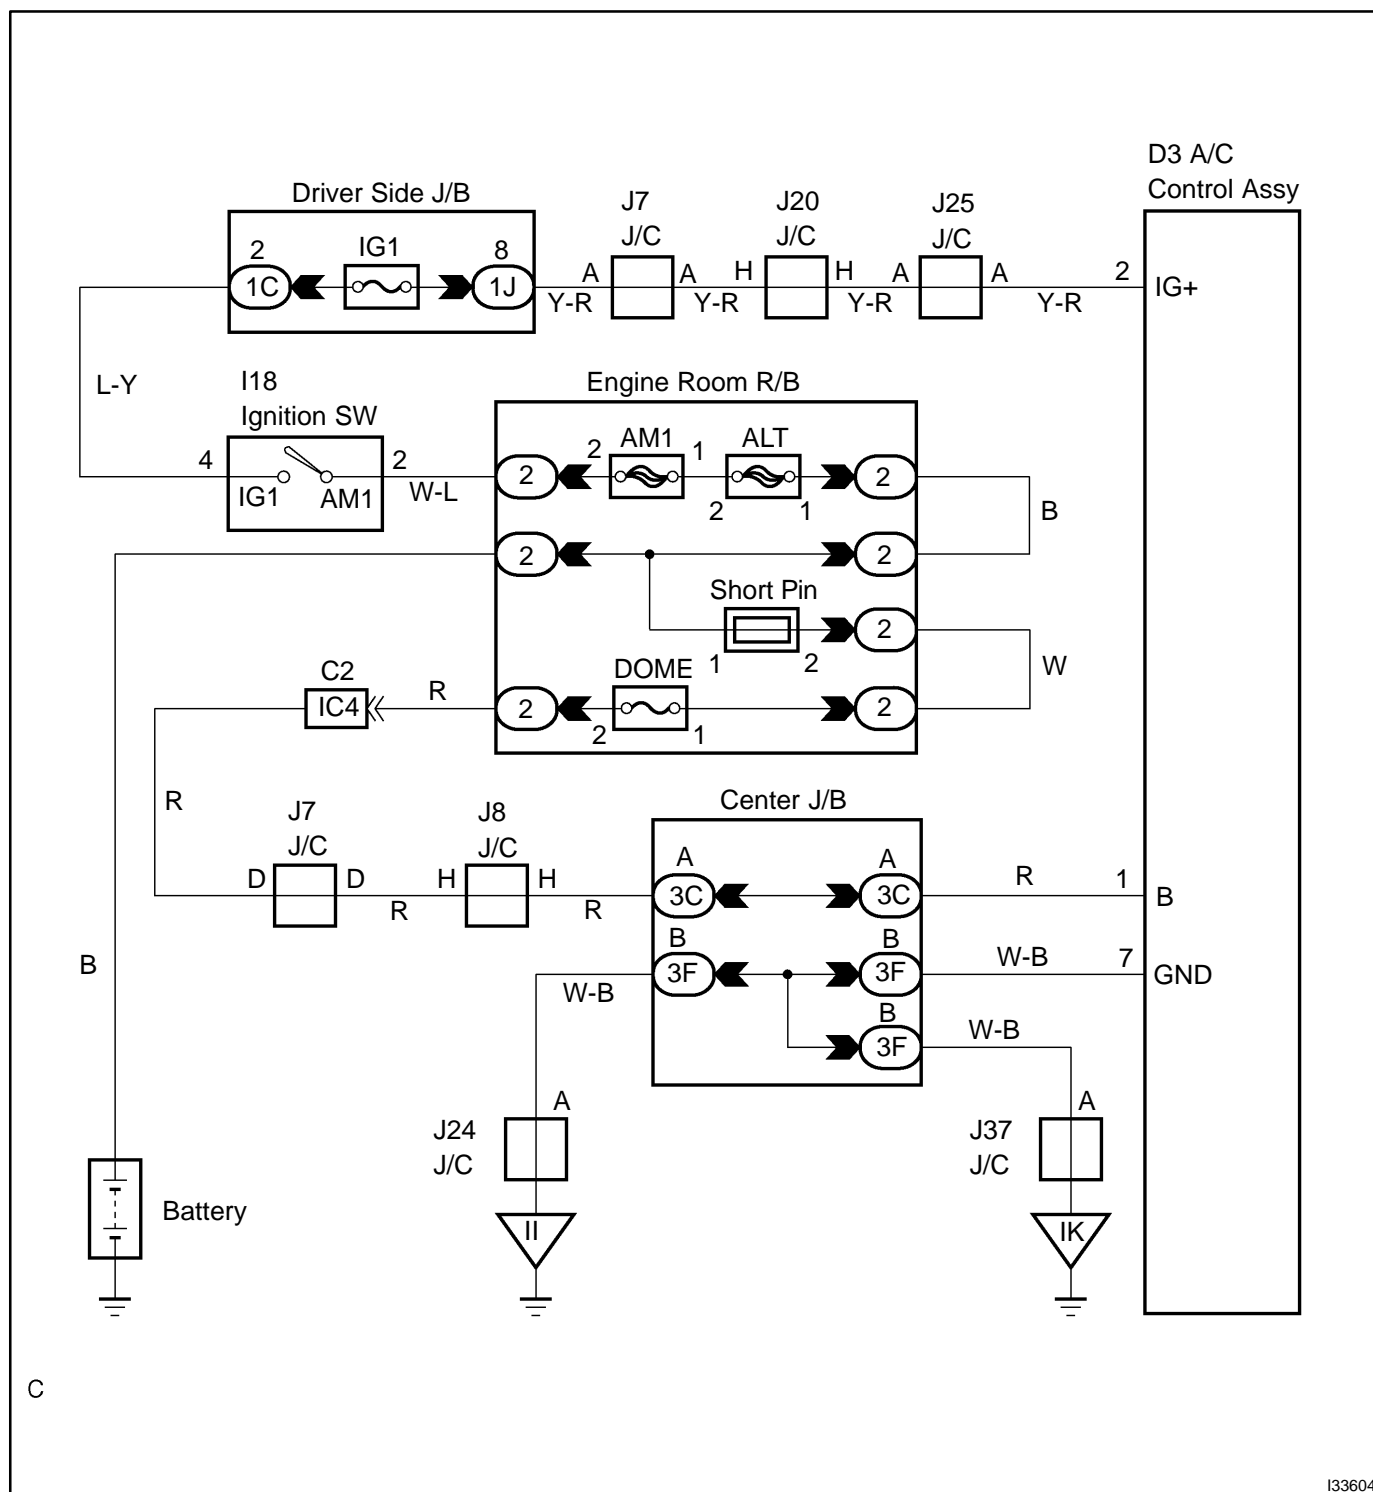 D3 A/C
Control Assy
Driver Side J/B
J7
J/C
J20
J/C
J25
J/C
2
IG1
8
1C
1J
A
A
H
H
A
A
2
IG+
Y-R
Y-R
Y-R
Y-R
L-Y
I18
Ignition SW
Engine Room R/B
4
IG1
AM1
2
W-L
2
2
AM1
1
ALT
2
2
1
B
2
2
Short Pin
1
2
2
W
C2
IC4
R
2
DOME
2
1
2
R
J7
J/C
J8
J/C
Center J/B
D
D
R
H
H
R
A
3C
A
3C
R
1
B
B
3F
B
3F
W-B
7
GND
B
W-B
B
3F
W-B
J24
J/C
A
J37
J/C
A
Battery
II
IK
C
I33604